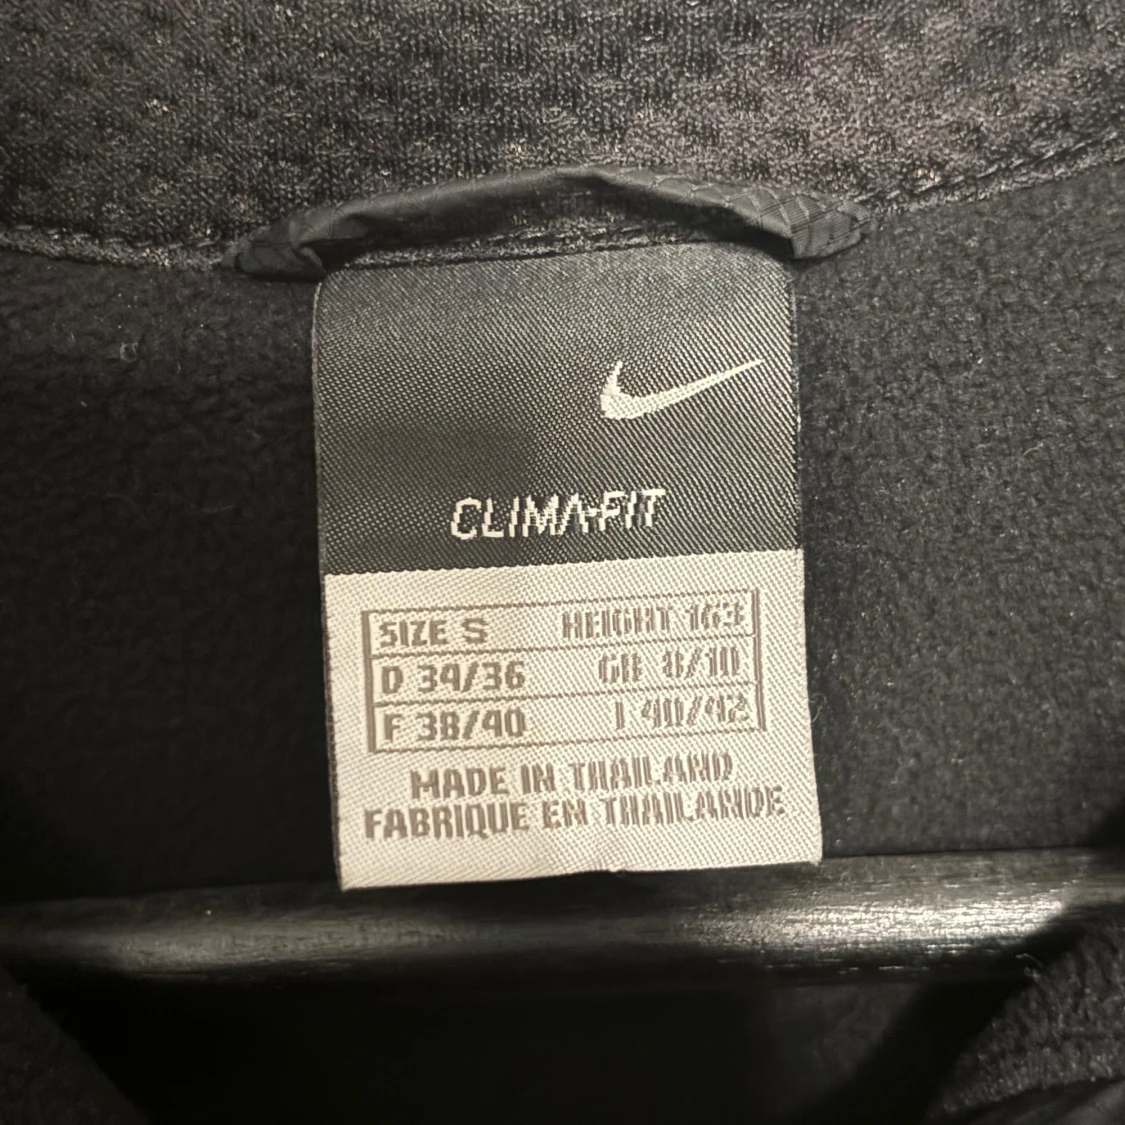 CLIMA-FIT
SIZE S HEIGHT 163
D 34/36 GB 8/10
F 38/40 I 40/42
MADE IN THAILAND
FABRIQUE EN THAILANDE